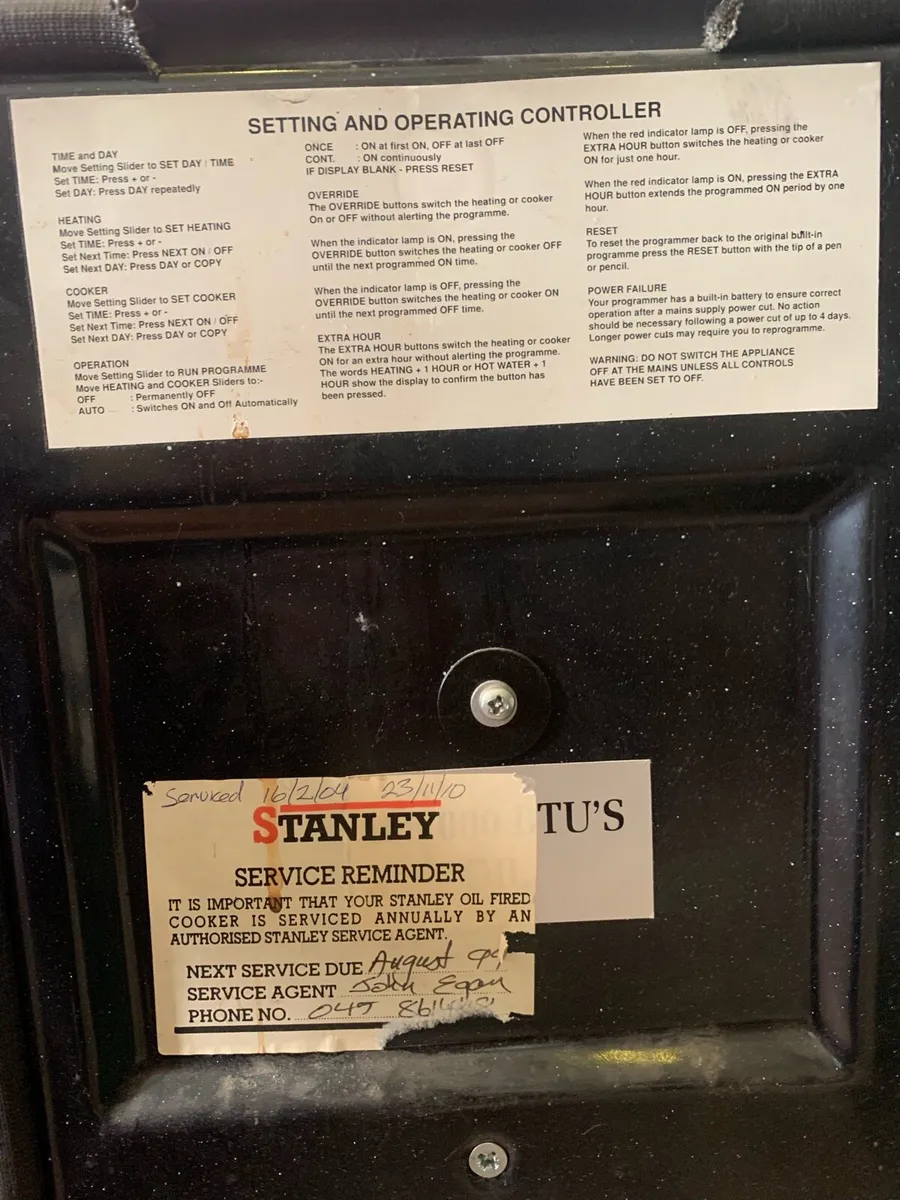 SETTING AND OPERATING CONTROLLER
TIME and DAY
Move Setting Slider to SET DAY / TIME
Set TIME: Press + or -
Set DAY: Press DAY repeatedly
HEATING
Move Setting Slider to SET HEATING
Set TIME: Press + or -
Set Next Time: Press NEXT ON / OFF
Set Next DAY: Press DAY or COPY
COOKER
Move Setting Slider to SET COOKER
Set TIME: Press + or -
Set Next Time: Press NEXT ON / OFF
Set Next DAY: Press DAY or COPY
OPERATION
Move Setting Slider to RUN PROGRAMME
Move HEATING and COOKER Sliders to:-
OFF : Permanently OFF
AUTO : Switches ON and Off Automatically
ONCE : ON at first ON, OFF at last OFF
CONT. : ON continuously
IF DISPLAY BLANK - PRESS RESET
OVERRIDE
The OVERRIDE buttons switch the heating or cooker
On or OFF without alerting the programme.
When the indicator lamp is ON, pressing the
OVERRIDE button switches the heating or cooker OFF
until the next programmed ON time.
When the indicator lamp is OFF, pressing the
OVERRIDE button switches the heating or cooker ON
until the next programmed OFF time.
EXTRA HOUR
The EXTRA HOUR buttons switch the heating or cooker
ON for an extra hour without alerting the programme.
The words HEATING + 1 HOUR or HOT WATER + 1
HOUR show the display to confirm the button has
been pressed.
When the red indicator lamp is OFF, pressing the
EXTRA HOUR button switches the heating or cooker
ON for just one hour.
When the red indicator lamp is ON, pressing the EXTRA
HOUR button extends the programmed ON period by one
hour.
RESET
To reset the programmer back to the original built-in
programme press the RESET button with the tip of a pen
or pencil.
POWER FAILURE
Your programmer has a built-in battery to ensure correct
operation after a mains supply power cut. No action
should be necessary following a power cut of up to 4 days.
Longer power cuts may require you to reprogramme.
WARNING: DO NOT SWITCH THE APPLIANCE
OFF AT THE MAINS UNLESS ALL CONTROLS
HAVE BEEN SET TO OFF.
Serviced 16/2/04 23/11/10
STANLEY
TU'S
SERVICE REMINDER
IT IS IMPORTANT THAT YOUR STANLEY OIL FIRED
COOKER IS SERVICED ANNUALLY BY AN
AUTHORISED STANLEY SERVICE AGENT.
NEXT SERVICE DUE August
SERVICE AGENT John Egan
PHONE NO. 045